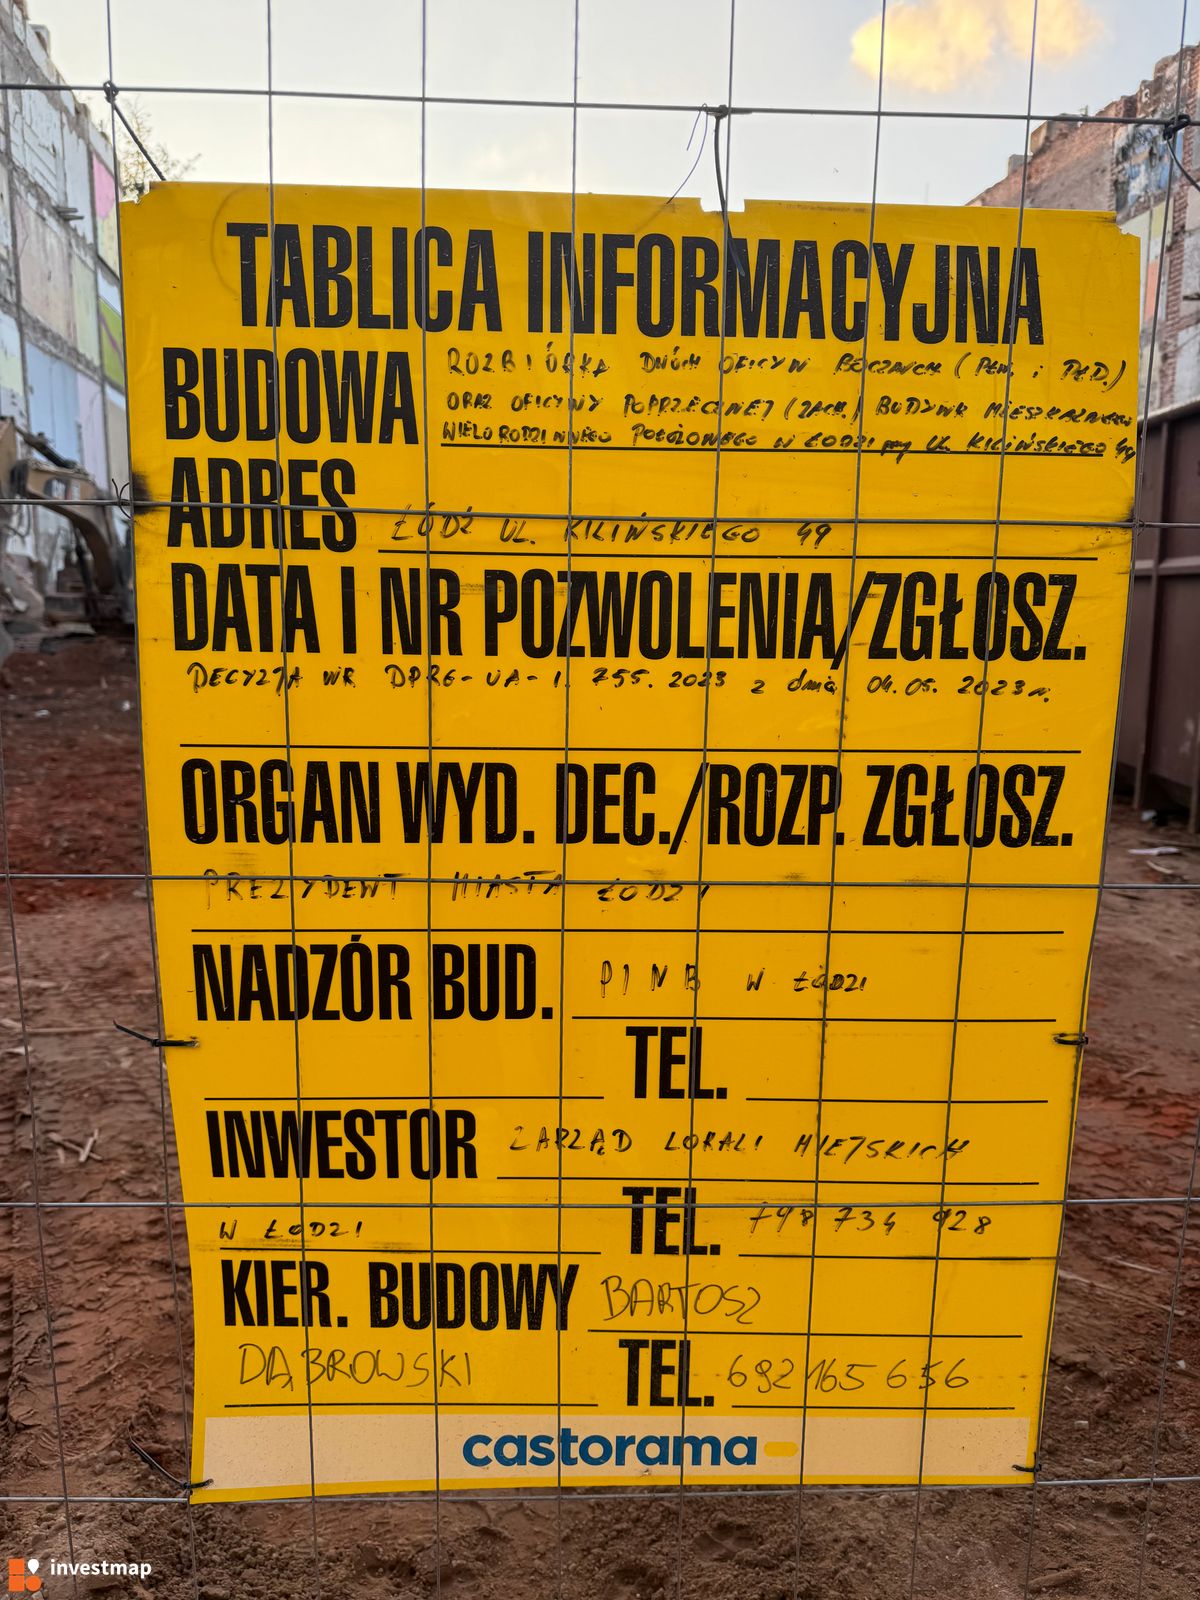 TABLICA INFORMACYJNA
BUDOWA ROZBIÓRKA DWÓCH OFICYN BOCZNYCH (PŁN. i PŁD.)
ORAZ OFICYNY POPRZECZNEJ (ZACH.) BUDYNKU MIESZKALNEGO
WIELORODZINNEGO POŁOŻONEGO W ŁODZI przy UL. KILIŃSKIEGO 49
ADRES ŁÓDŹ UL. KILIŃSKIEGO 49
DATA I NR POZWOLENIA/ZGŁOSZ.
DECYZJA NR DPRG-UA-I. 755. 2023 z dnia 04.05. 2023 r.
ORGAN WYD. DEC./ROZP. ZGŁOSZ.
PREZYDENT MIASTA ŁODZI
NADZÓR BUD. PINB W ŁODZI
TEL.
INWESTOR ZARZĄD LOKALI MIEJSKICH
W ŁODZI TEL. 798 734 928
KIER. BUDOWY BARTOSZ
DĄBROWSKI TEL. 692 165 656
castorama
investmap